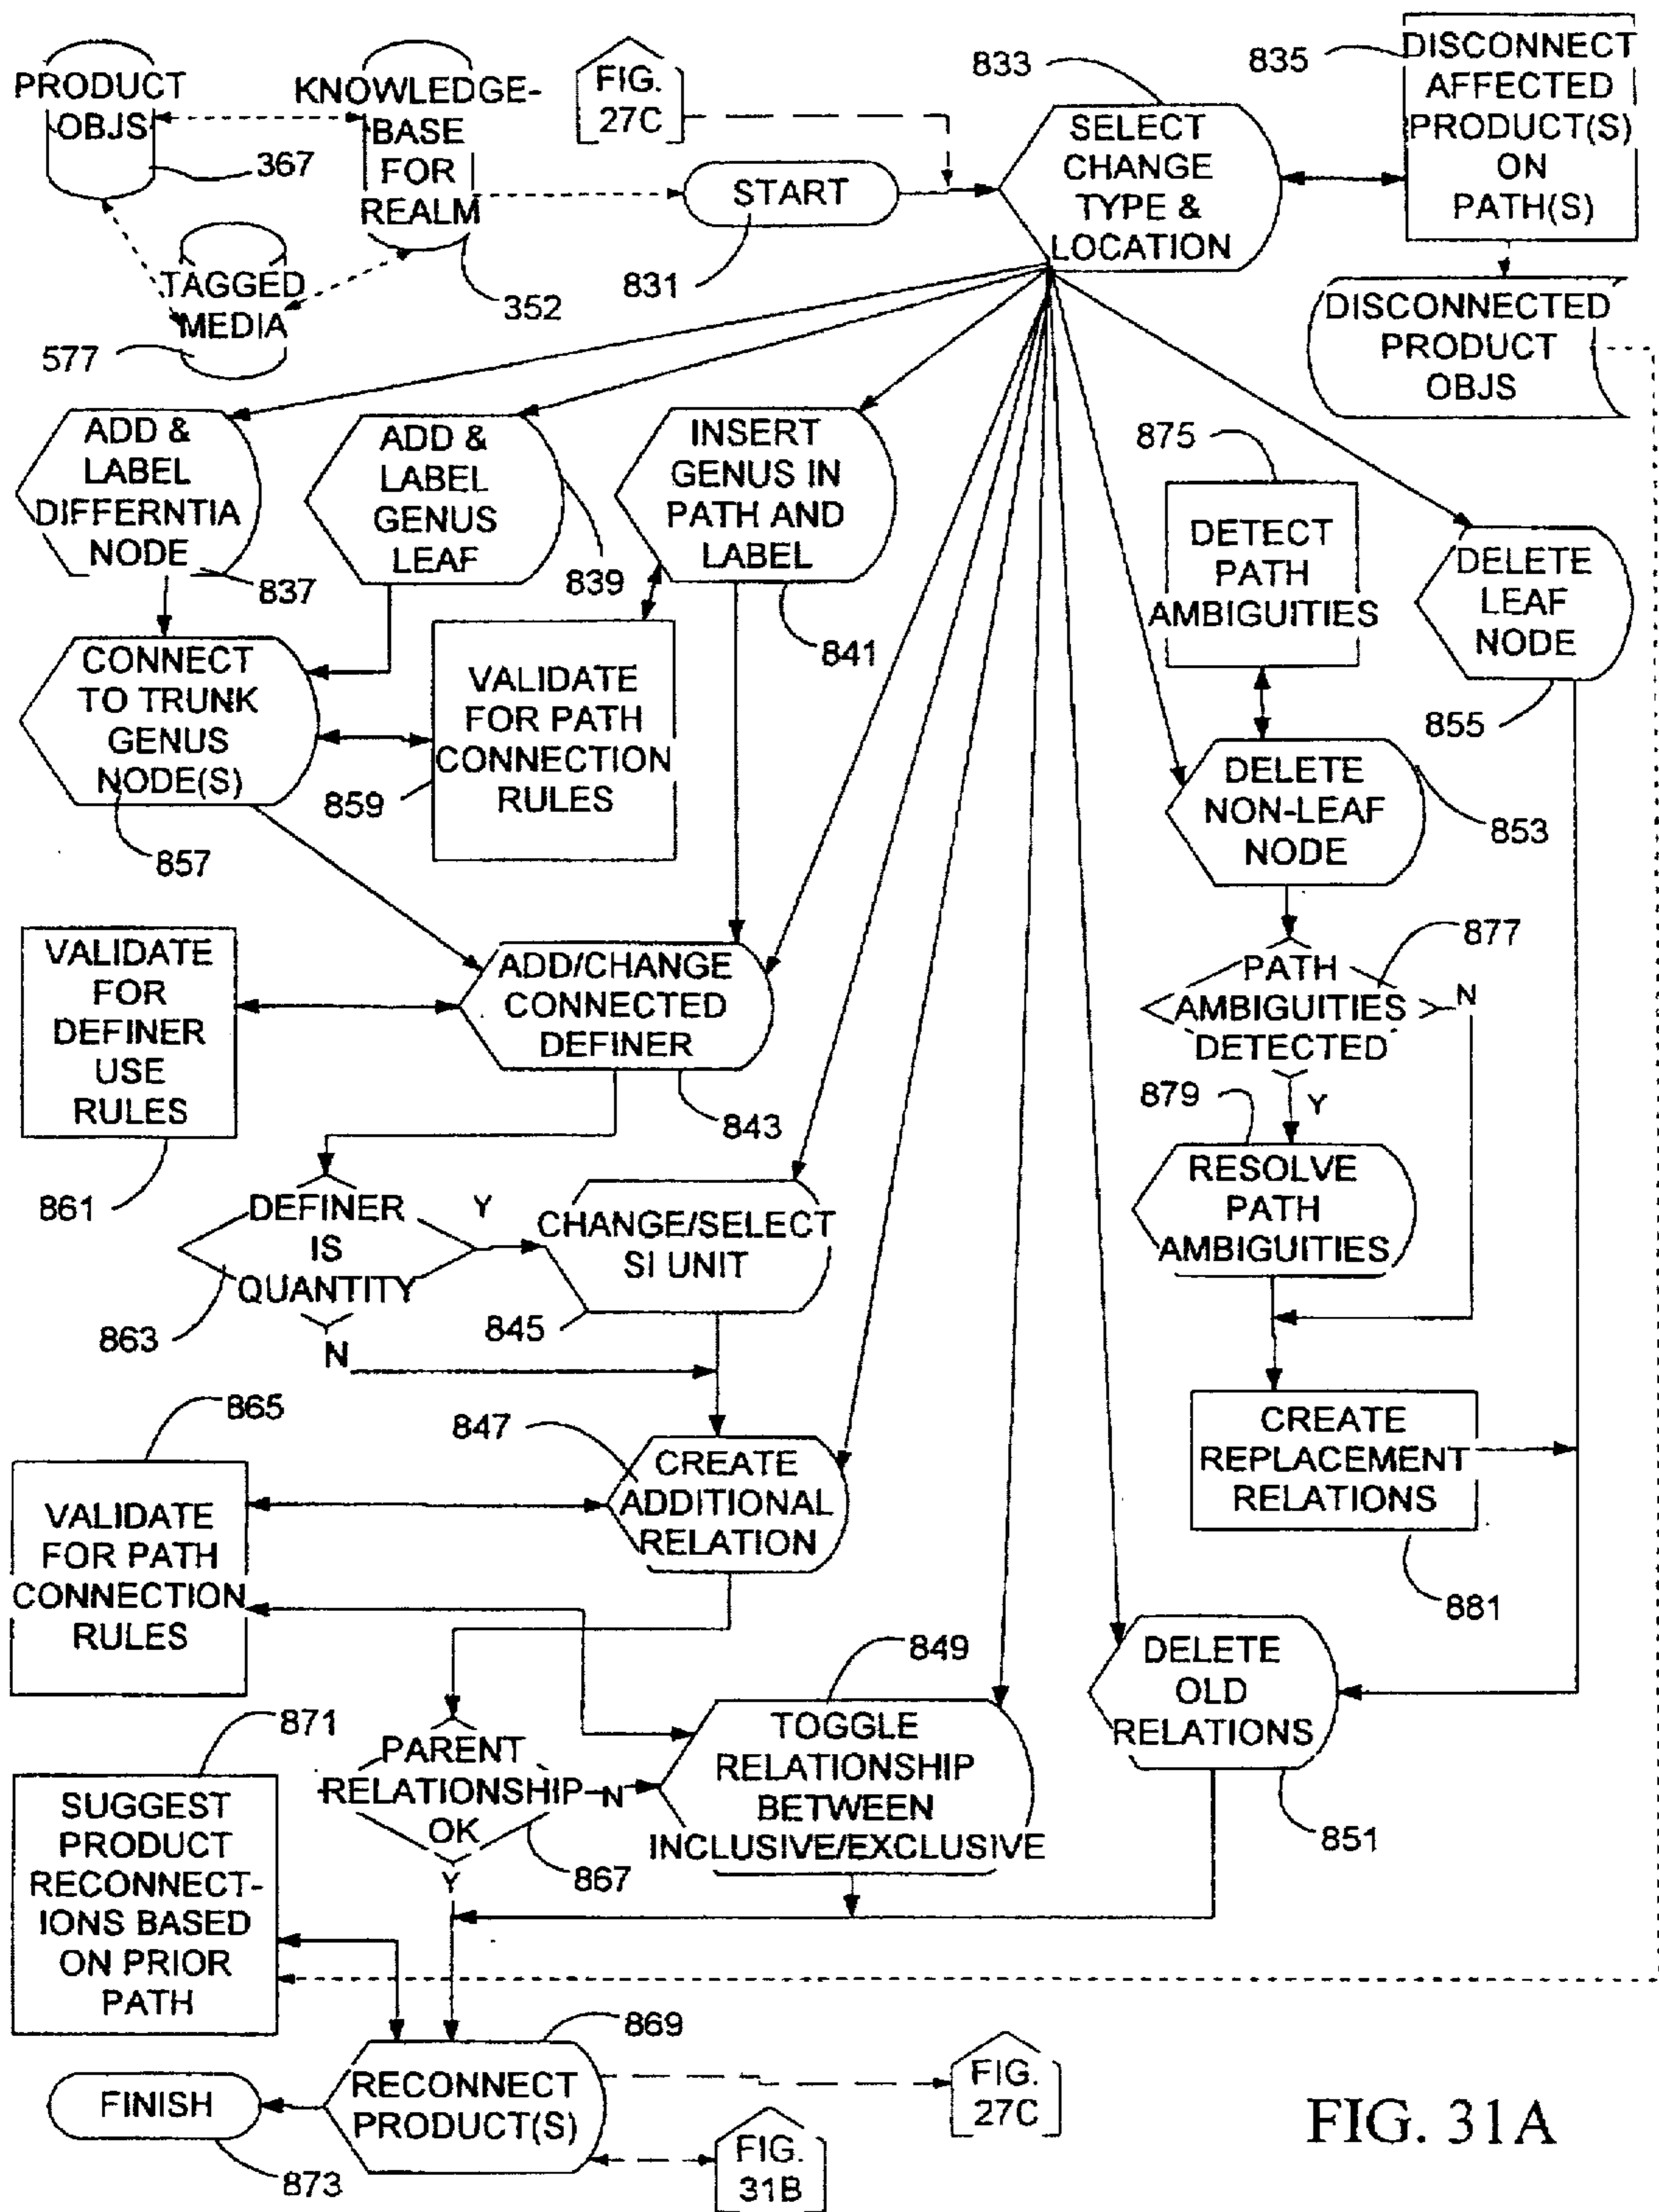 PRODUCT
OBJS
367
KNOWLEDGE-
BASE
FOR
REALM
352
TAGGED
MEDIA
577
FIG.
27C
START
831
833
SELECT
CHANGE
TYPE &
LOCATION
835
DISCONNECT
AFFECTED
PRODUCT(S)
ON
PATH(S)
DISCONNECTED
PRODUCT
OBJS
ADD &
LABEL
DIFFERNTIA
NODE
837
ADD &
LABEL
GENUS
LEAF
839
INSERT
GENUS IN
PATH AND
LABEL
841
875
DETECT
PATH
AMBIGUITIES
DELETE
LEAF
NODE
855
CONNECT
TO TRUNK
GENUS
NODE(S)
857
VALIDATE
FOR PATH
CONNECTION
RULES
859
DELETE
NON-LEAF
NODE
853
VALIDATE
FOR
DEFINER
USE
RULES
861
ADD/CHANGE
CONNECTED
DEFINER
843
PATH
AMBIGUITIES
DETECTED
877
N
Y
879
RESOLVE
PATH
AMBIGUITIES
DEFINER
IS
QUANTITY
863
Y
N
CHANGE/SELECT
SI UNIT
845
865
VALIDATE
FOR PATH
CONNECTION
RULES
847
CREATE
ADDITIONAL
RELATION
CREATE
REPLACEMENT
RELATIONS
881
849
TOGGLE
RELATIONSHIP
BETWEEN
INCLUSIVE/EXCLUSIVE
DELETE
OLD
RELATIONS
851
871
SUGGEST
PRODUCT
RECONNECT-
IONS BASED
ON PRIOR
PATH
PARENT
RELATIONSHIP
OK
867
N
Y
869
RECONNECT
PRODUCT(S)
FINISH
873
FIG.
27C
FIG.
31B
FIG. 31A